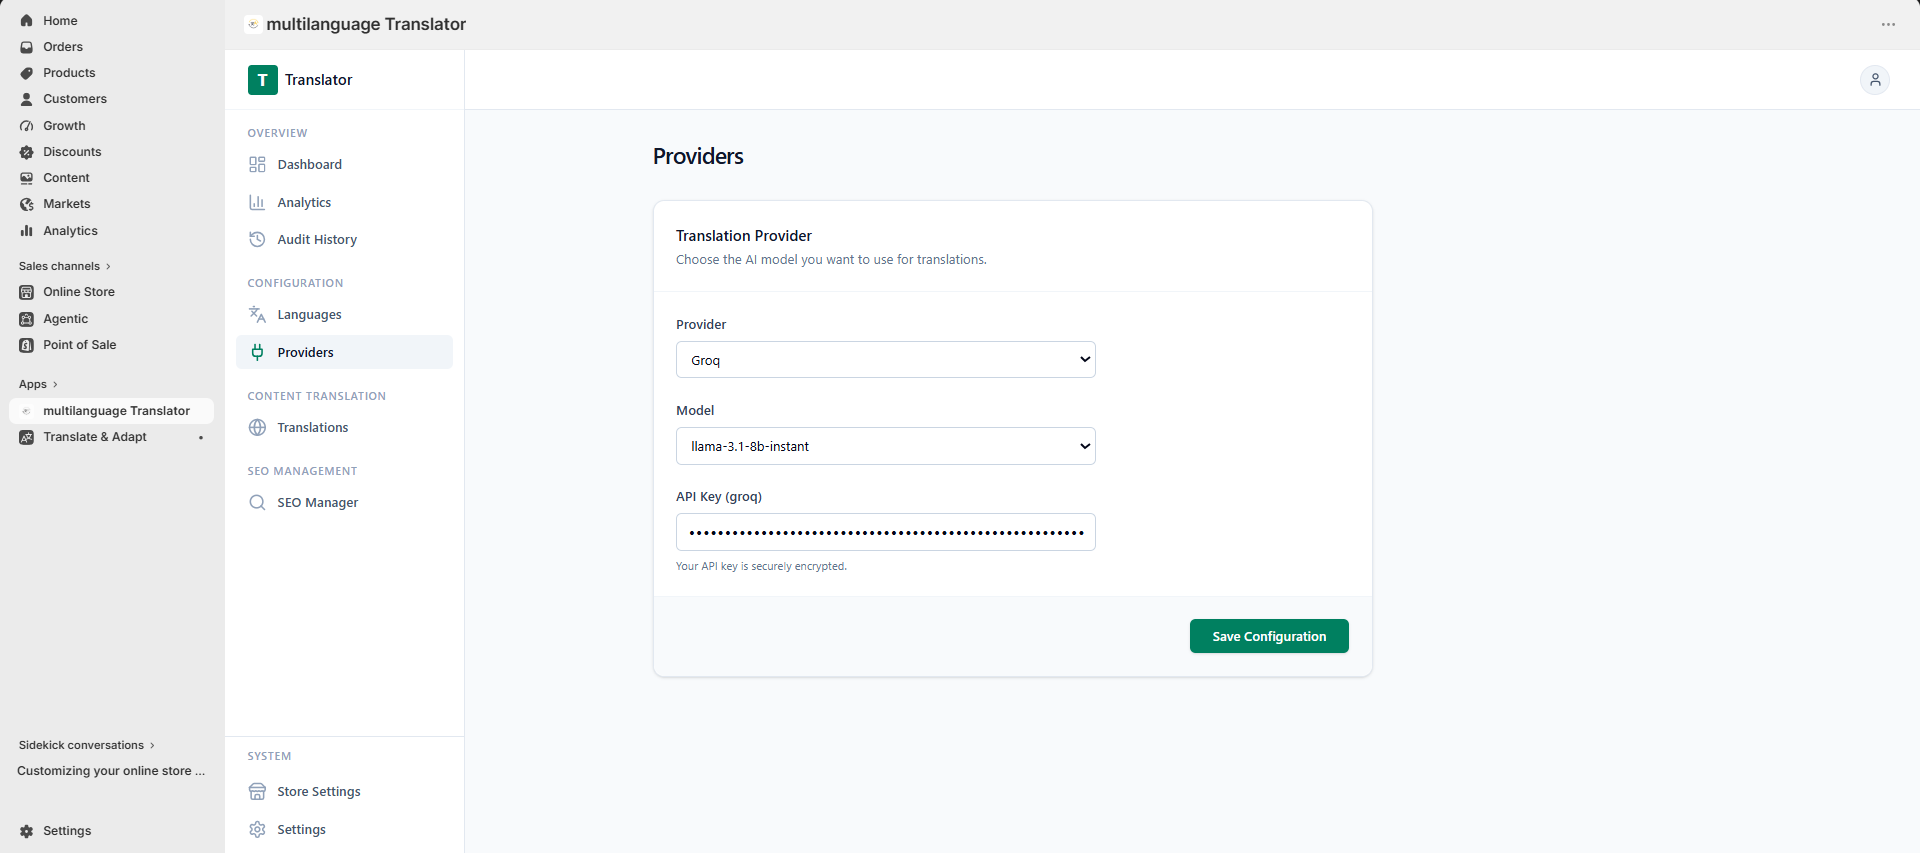 Home
Orders
Products
Customers
Growth
Discounts
Content
Markets
Analytics
Sales channels
Online Store
Agentic
Point of Sale
Apps
multilanguage Translator
Translate & Adapt
Sidekick conversations
Customizing your online store ...
Settings
multilanguage Translator
T Translator
OVERVIEW
Dashboard
Analytics
Audit History
CONFIGURATION
Languages
Providers
CONTENT TRANSLATION
Translations
SEO MANAGEMENT
SEO Manager
SYSTEM
Store Settings
Settings
Providers
Translation Provider
Choose the AI model you want to use for translations.
Provider
Groq
Model
llama-3.1-8b-instant
API Key (groq)
Your API key is securely encrypted.
Save Configuration